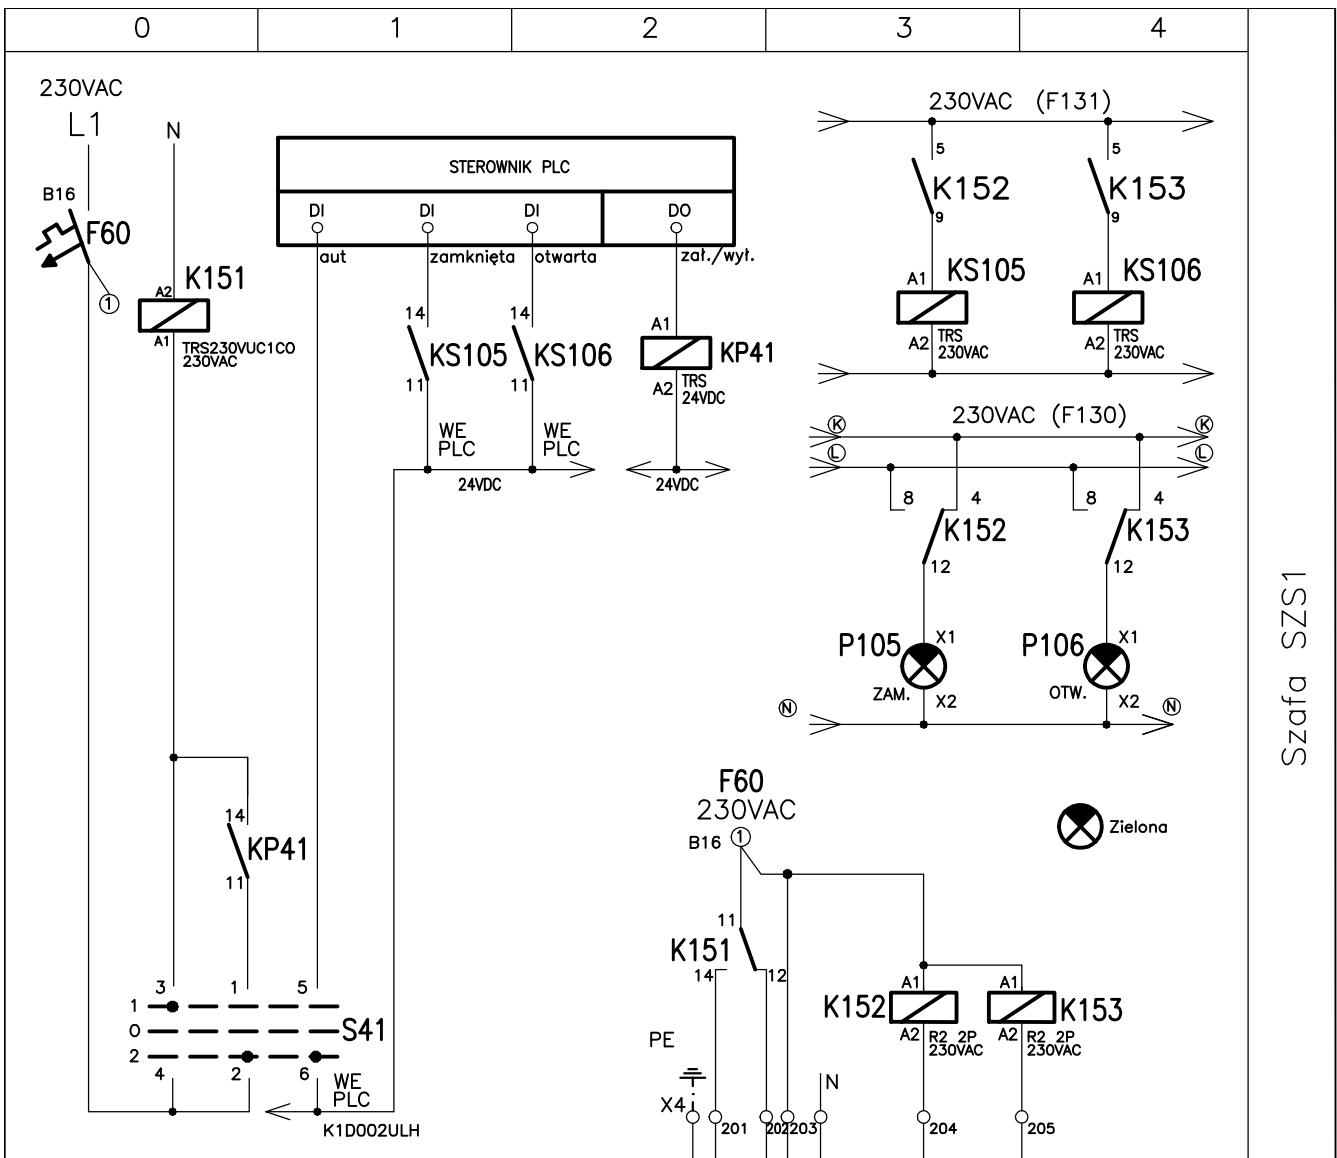 0 1 2 3 4
230VAC
L1
N
B16
F60
1
K151
A2
A1
TRS230VUC1CO
230VAC
STEROWNIK PLC
DI DI DI DO
aut zamknięta otwarta zał./wył.
14 14 A1
KS105 KS106 KP41
11 11 A2
TRS
24VDC
WE
PLC
WE
PLC
24VDC 24VDC
230VAC (F131)
5 5
K152 K153
9 9
A1 KS105 A1 KS106
A2 TRS
230VAC
A2 TRS
230VAC
230VAC (F130)
K K
L L
8 4 8 4
K152 K153
12 12
P105 X1 P106 X1
ZAM. X2 OTW. X2
N N
Zielona
Szafa SZS1
14
KP41
11
3 1 5
1
0 S41
2
4 2 6
WE
PLC
K1D002ULH
F60
230VAC
B16 1
11
K151
14 12
A1 A1
K152 K153
A2 R2 2P
230VAC
A2 R2 2P
230VAC
PE
N
X4 201 202 203 204 205